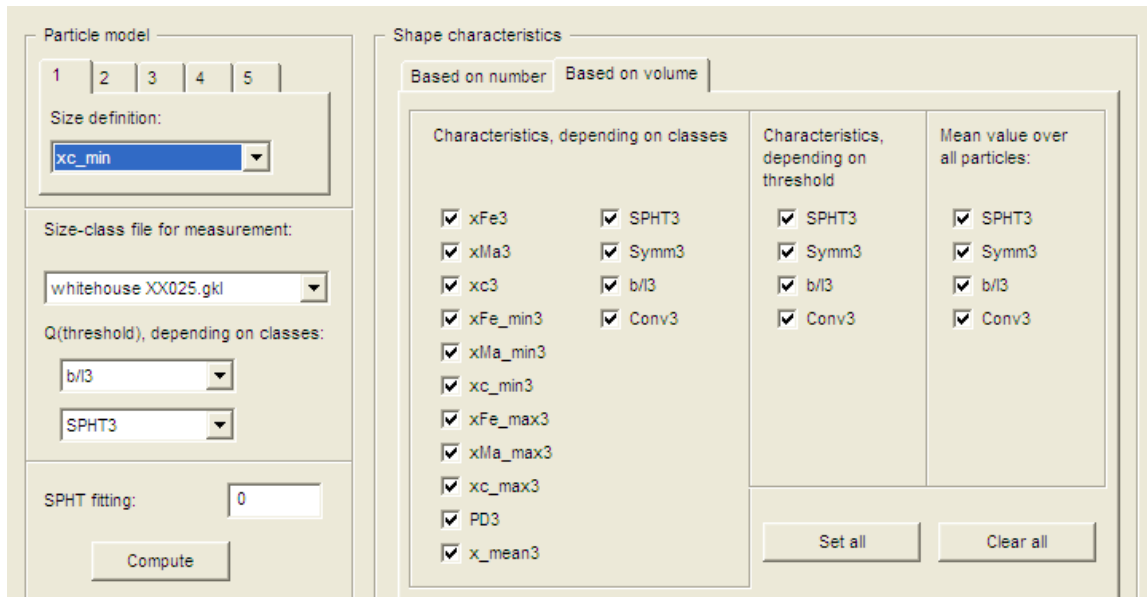 Particle model
1 2 3 4 5
Size definition:
xc_min
Size-class file for measurement:
whitehouse XX025.gkl
Q(threshold), depending on classes:
b/l3
SPHT3
SPHT fitting:
0
Compute
Shape characteristics
Based on number Based on volume
Characteristics, depending on classes
xFe3
xMa3
xc3
xFe_min3
xMa_min3
xc_min3
xFe_max3
xMa_max3
xc_max3
PD3
x_mean3
SPHT3
Symm3
b/l3
Conv3
Characteristics,
depending on
threshold
SPHT3
Symm3
b/l3
Conv3
Mean value over
all particles:
SPHT3
Symm3
b/l3
Conv3
Set all
Clear all